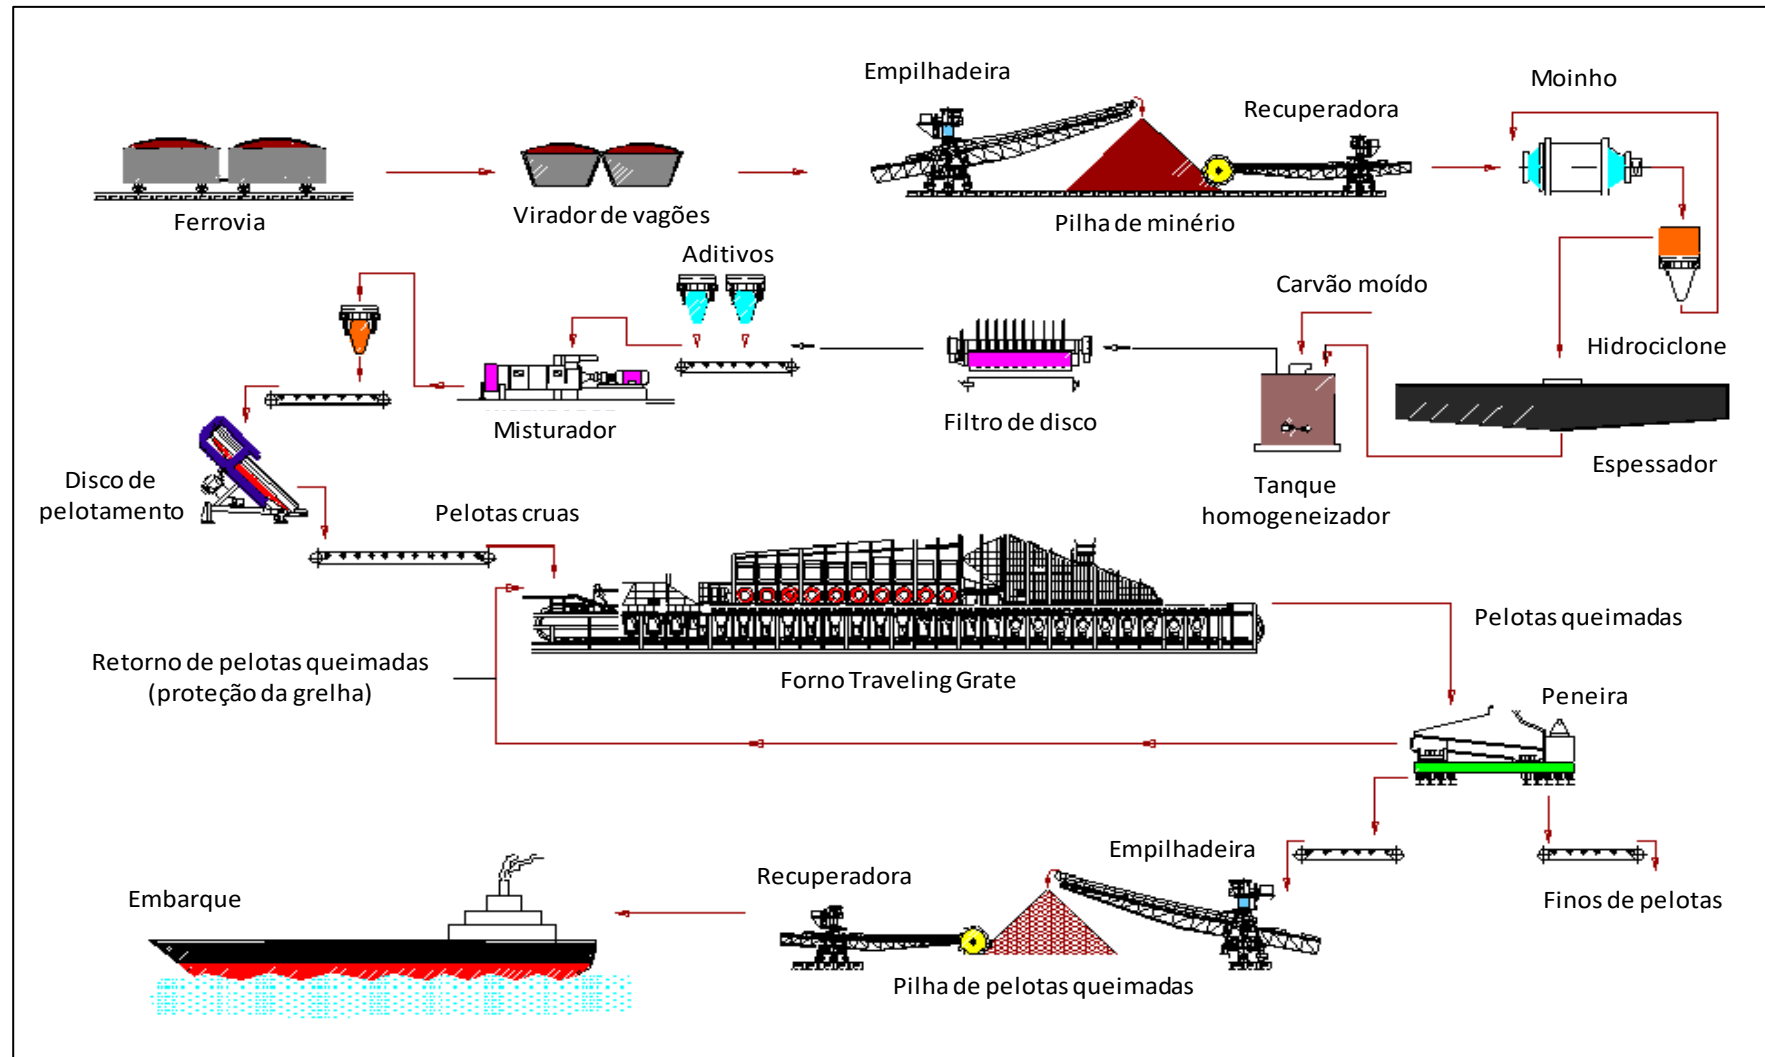 Empilhadeira
Moinho
Recuperadora
Ferrovia
Virador de vagões
Pilha de minério
Aditivos
Carvão moído
Hidrociclone
Misturador
Filtro de disco
Espessador
Disco de
pelotamento
Tanque
homogeneizador
Pelotas cruas
Pelotas queimadas
Retorno de pelotas queimadas
(proteção da grelha)
Forno Traveling Grate
Peneira
Empilhadeira
Recuperadora
Embarque
Finos de pelotas
Pilha de pelotas queimadas